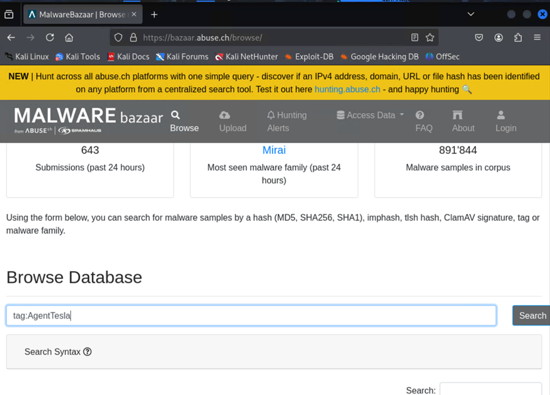 MalwareBazaar | Browse
https://bazaar.abuse.ch/browse/
Kali Linux Kali Tools Kali Docs Kali Forums Kali NetHunter Exploit-DB Google Hacking DB OffSec
NEW | Hunt across all abuse.ch platforms with one simple query - discover if an IPv4 address, domain, URL or file hash has been identified
on any platform from a centralized search tool. Test it out here hunting.abuse.ch - and happy hunting
MALWARE bazaar
from ABUSE.ch | SPAMHAUS
Browse
Upload
Hunting Alerts
Access Data
FAQ
About
Login
643
Submissions (past 24 hours)
Mirai
Most seen malware family (past 24
hours)
891'844
Malware samples in corpus
Using the form below, you can search for malware samples by a hash (MD5, SHA256, SHA1), imphash, tlsh hash, ClamAV signature, tag or
malware family.
Browse Database
tag:AgentTesla
Search
Search Syntax
Search: